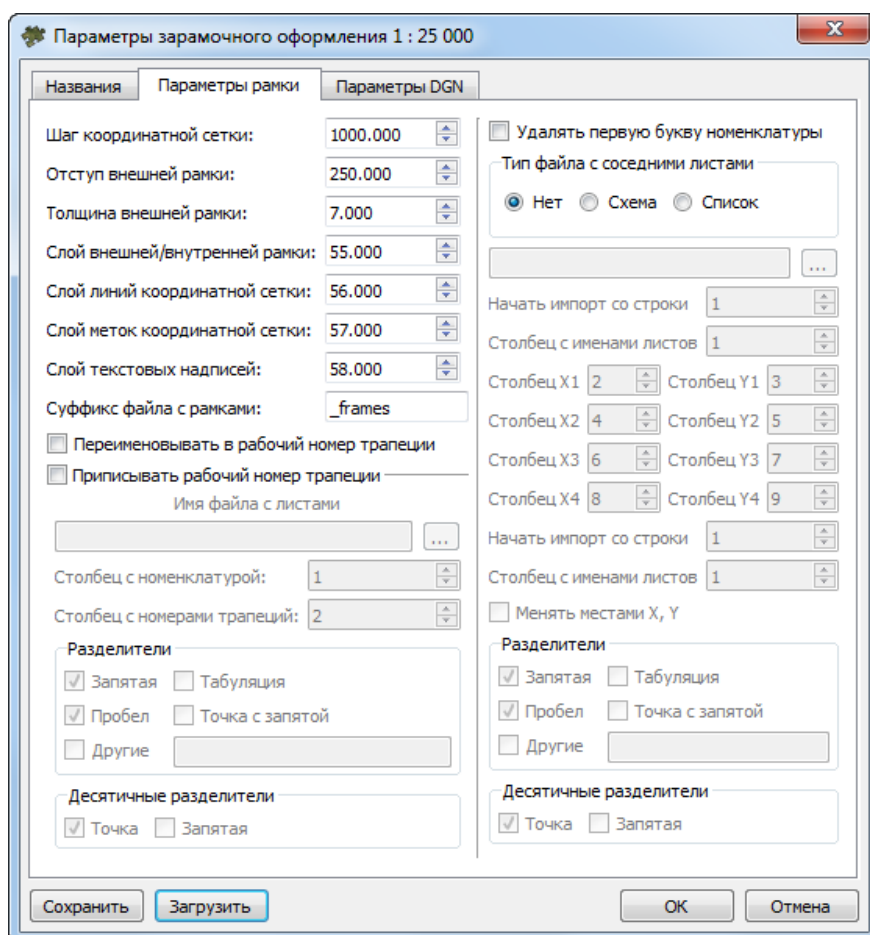 Параметры зарамочного оформления 1 : 25 000
Названия Параметры рамки Параметры DGN
Шаг координатной сетки: 1000.000
Отступ внешней рамки: 250.000
Толщина внешней рамки: 7.000
Слой внешней/внутренней рамки: 55.000
Слой линий координатной сетки: 56.000
Слой меток координатной сетки: 57.000
Слой текстовых надписей: 58.000
Суффикс файла с рамками: _frames
Переименовывать в рабочий номер трапеции
Приписывать рабочий номер трапеции
Имя файла с листами
...
Столбец с номенклатурой: 1
Столбец с номерами трапеций: 2
Разделители
Запятая Табуляция
Пробел Точка с запятой
Другие
Десятичные разделители
Точка Запятая
Удалять первую букву номенклатуры
Тип файла с соседними листами
Нет Схема Список
...
Начать импорт со строки 1
Столбец с именами листов 1
Столбец X1 2 Столбец Y1 3
Столбец X2 4 Столбец Y2 5
Столбец X3 6 Столбец Y3 7
Столбец X4 8 Столбец Y4 9
Начать импорт со строки 1
Столбец с именами листов 1
Менять местами X, Y
Разделители
Запятая Табуляция
Пробел Точка с запятой
Другие
Десятичные разделители
Точка Запятая
Сохранить Загрузить OK Отмена